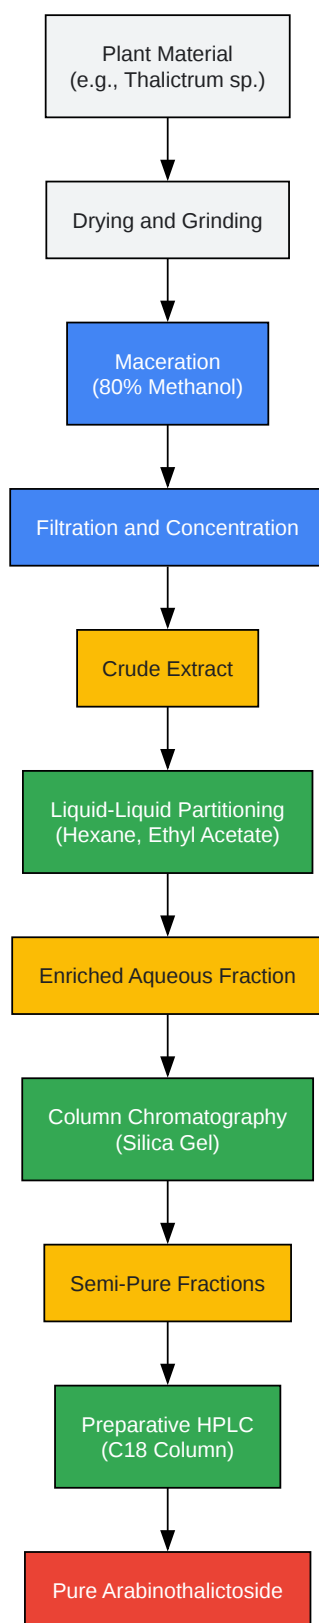 Plant Material
(e.g., Thalictrum sp.)
Drying and Grinding
Maceration
(80% Methanol)
Filtration and Concentration
Crude Extract
Liquid-Liquid Partitioning
(Hexane, Ethyl Acetate)
Enriched Aqueous Fraction
Column Chromatography
(Silica Gel)
Semi-Pure Fractions
Preparative HPLC
(C18 Column)
Pure Arabinothalictoside